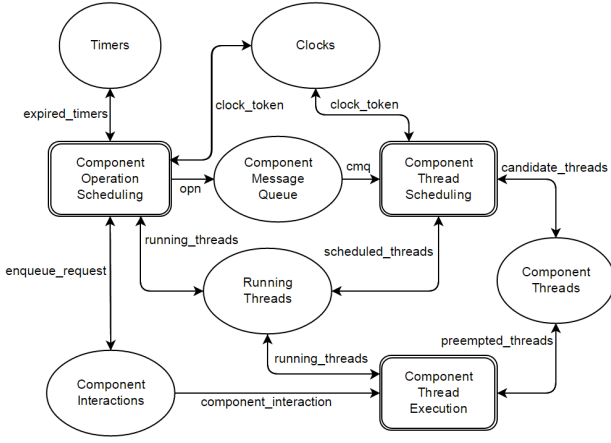 Timers
Clocks
expired_timers
clock_token
clock_token
Component
Operation
Scheduling
opn
Component
Message
Queue
cmq
Component
Thread
Scheduling
candidate_threads
running_threads
scheduled_threads
enqueue_request
Running
Threads
Component
Threads
running_threads
preempted_threads
Component
Interactions
component_interaction
Component
Thread
Execution